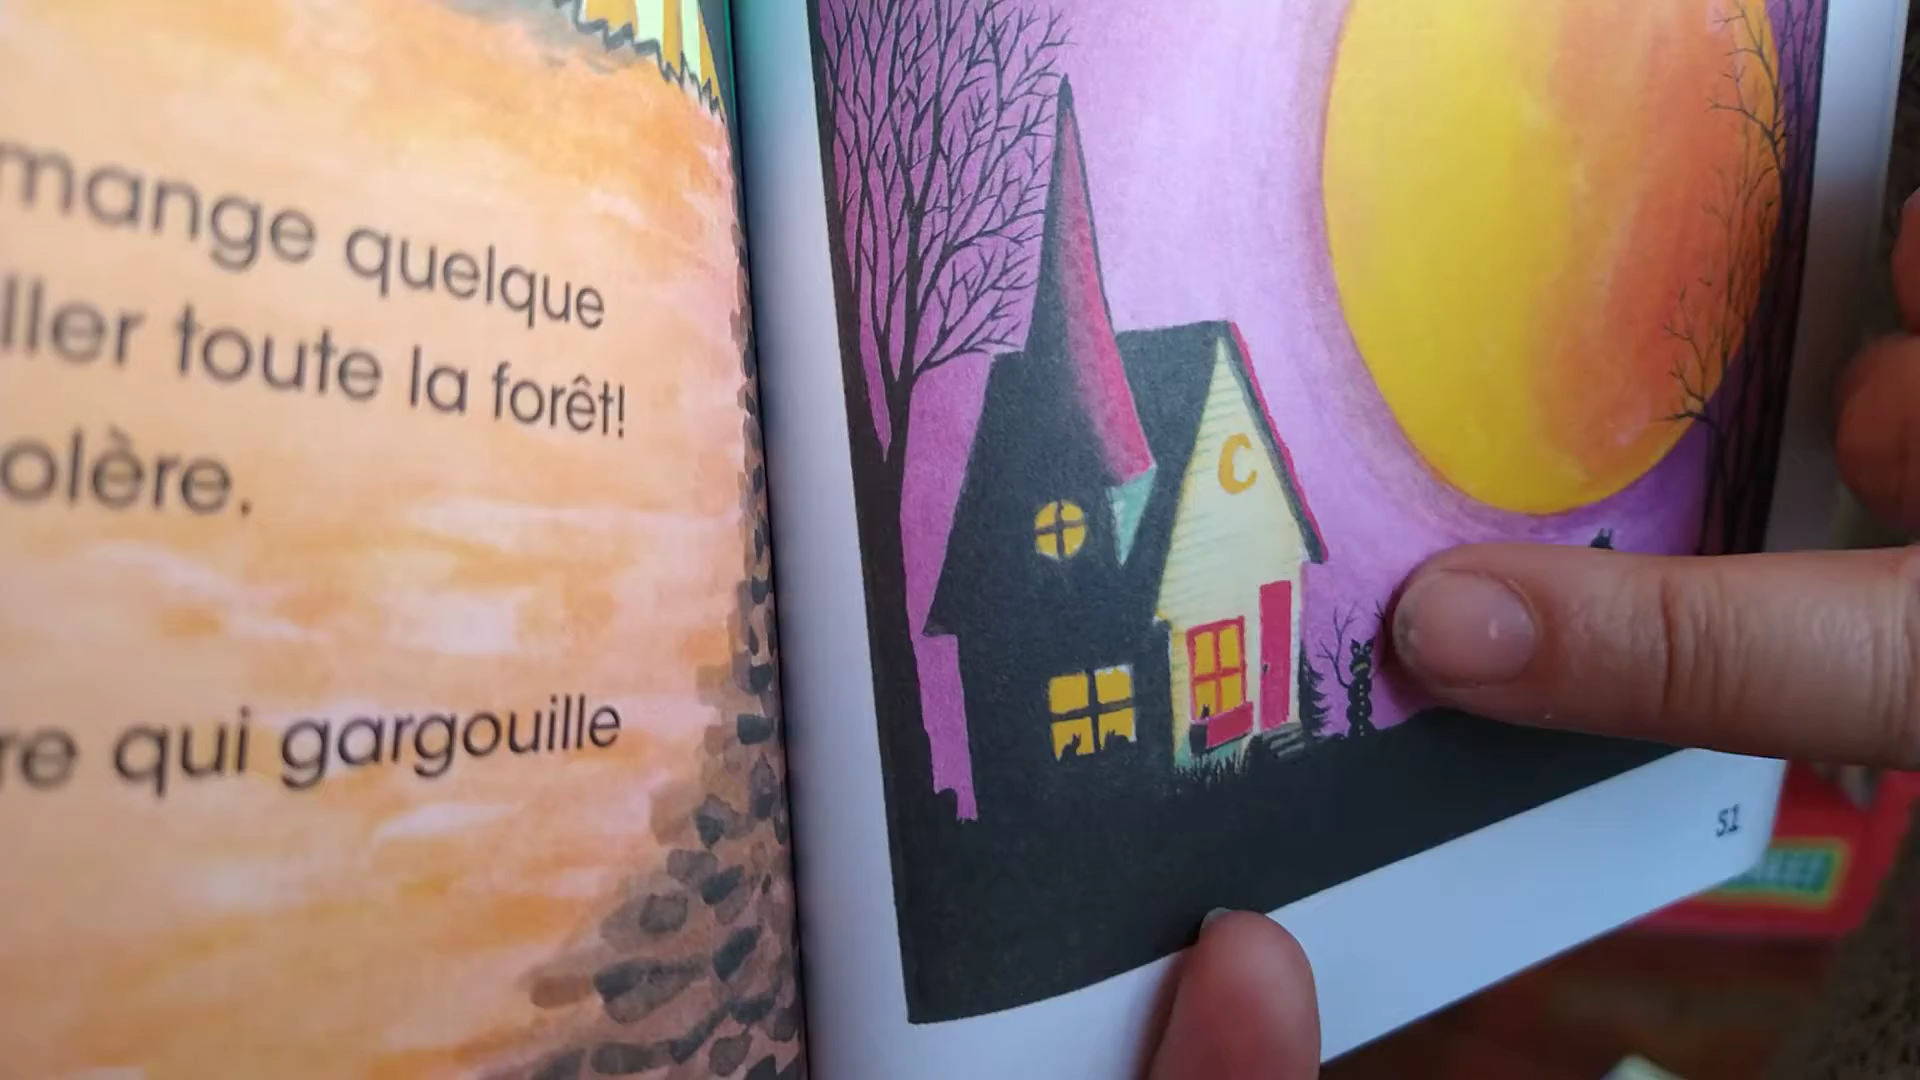 mange quelque
ller toute la forêt!
olère.
re qui gargouille
C
51